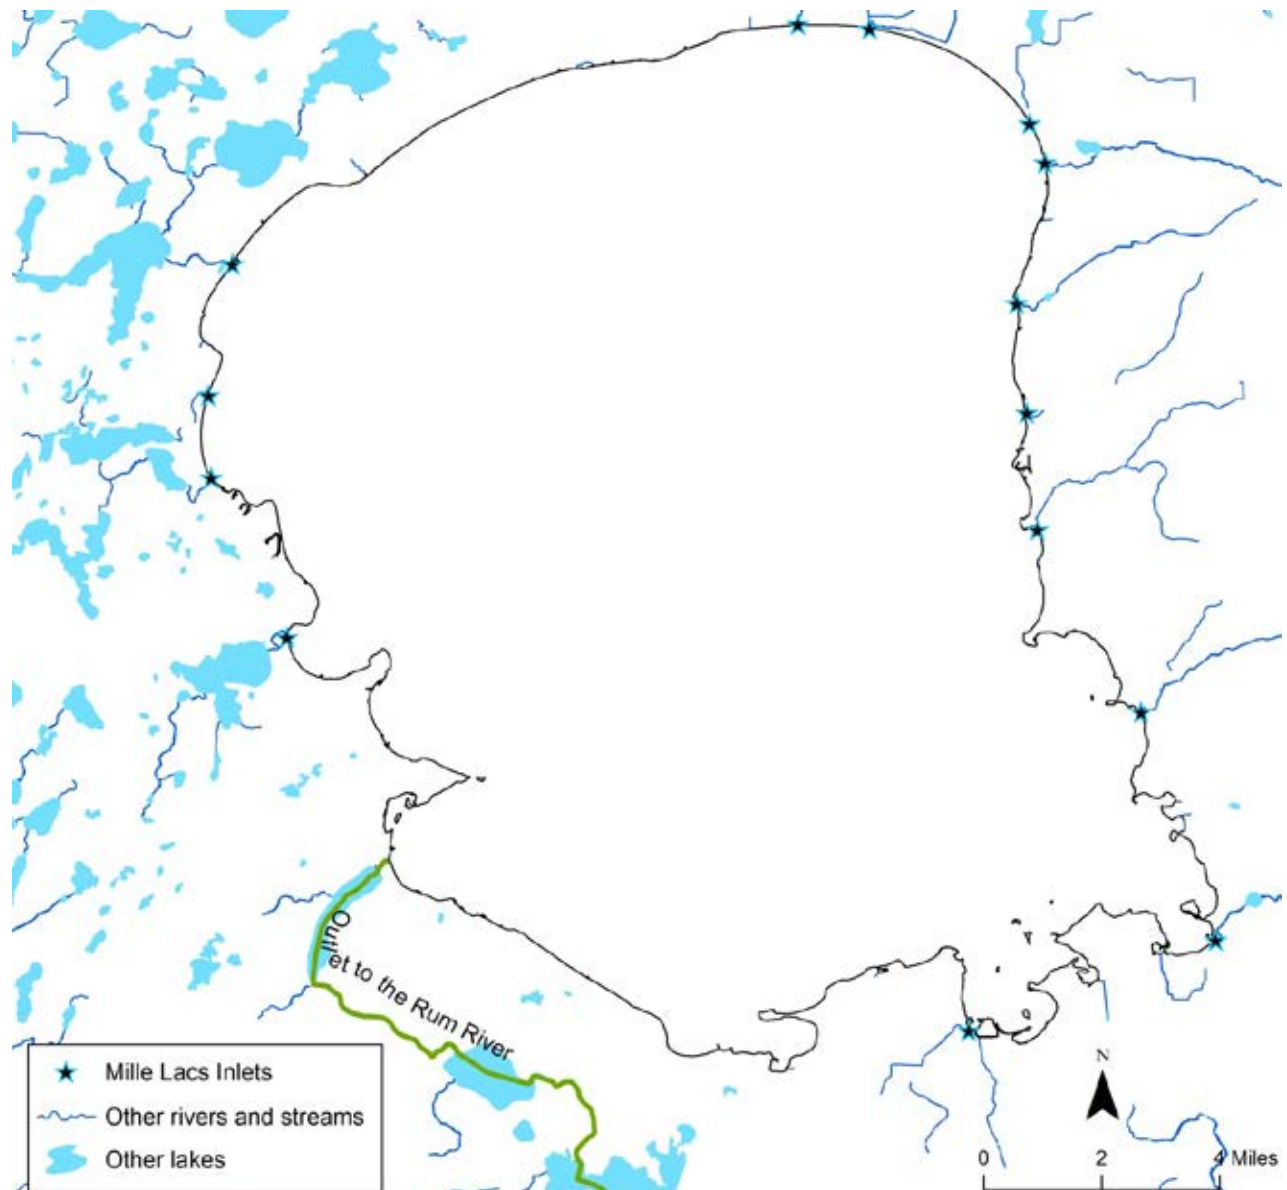 Outlet to the Rum River
Mille Lacs Inlets
Other rivers and streams
Other lakes
N
0 2 4 Miles